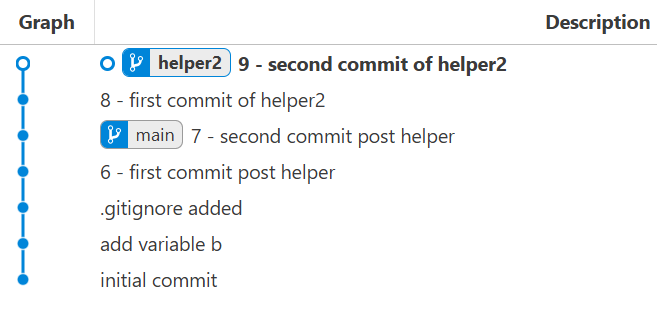 Graph Description
helper2 9 - second commit of helper2
8 - first commit of helper2
main 7 - second commit post helper
6 - first commit post helper
.gitignore added
add variable b
initial commit